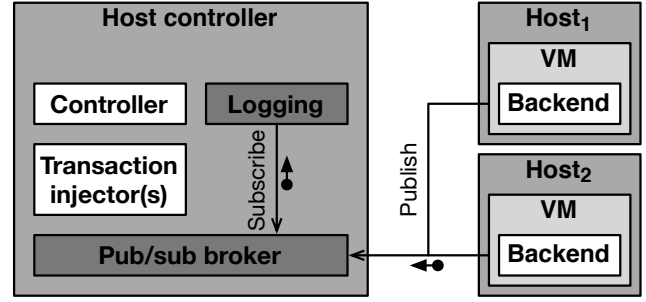 Host controller
Controller
Logging
Transaction
injector(s)
Subscribe
Pub/sub broker
Publish
Host₁
VM
Backend
Host₂
VM
Backend